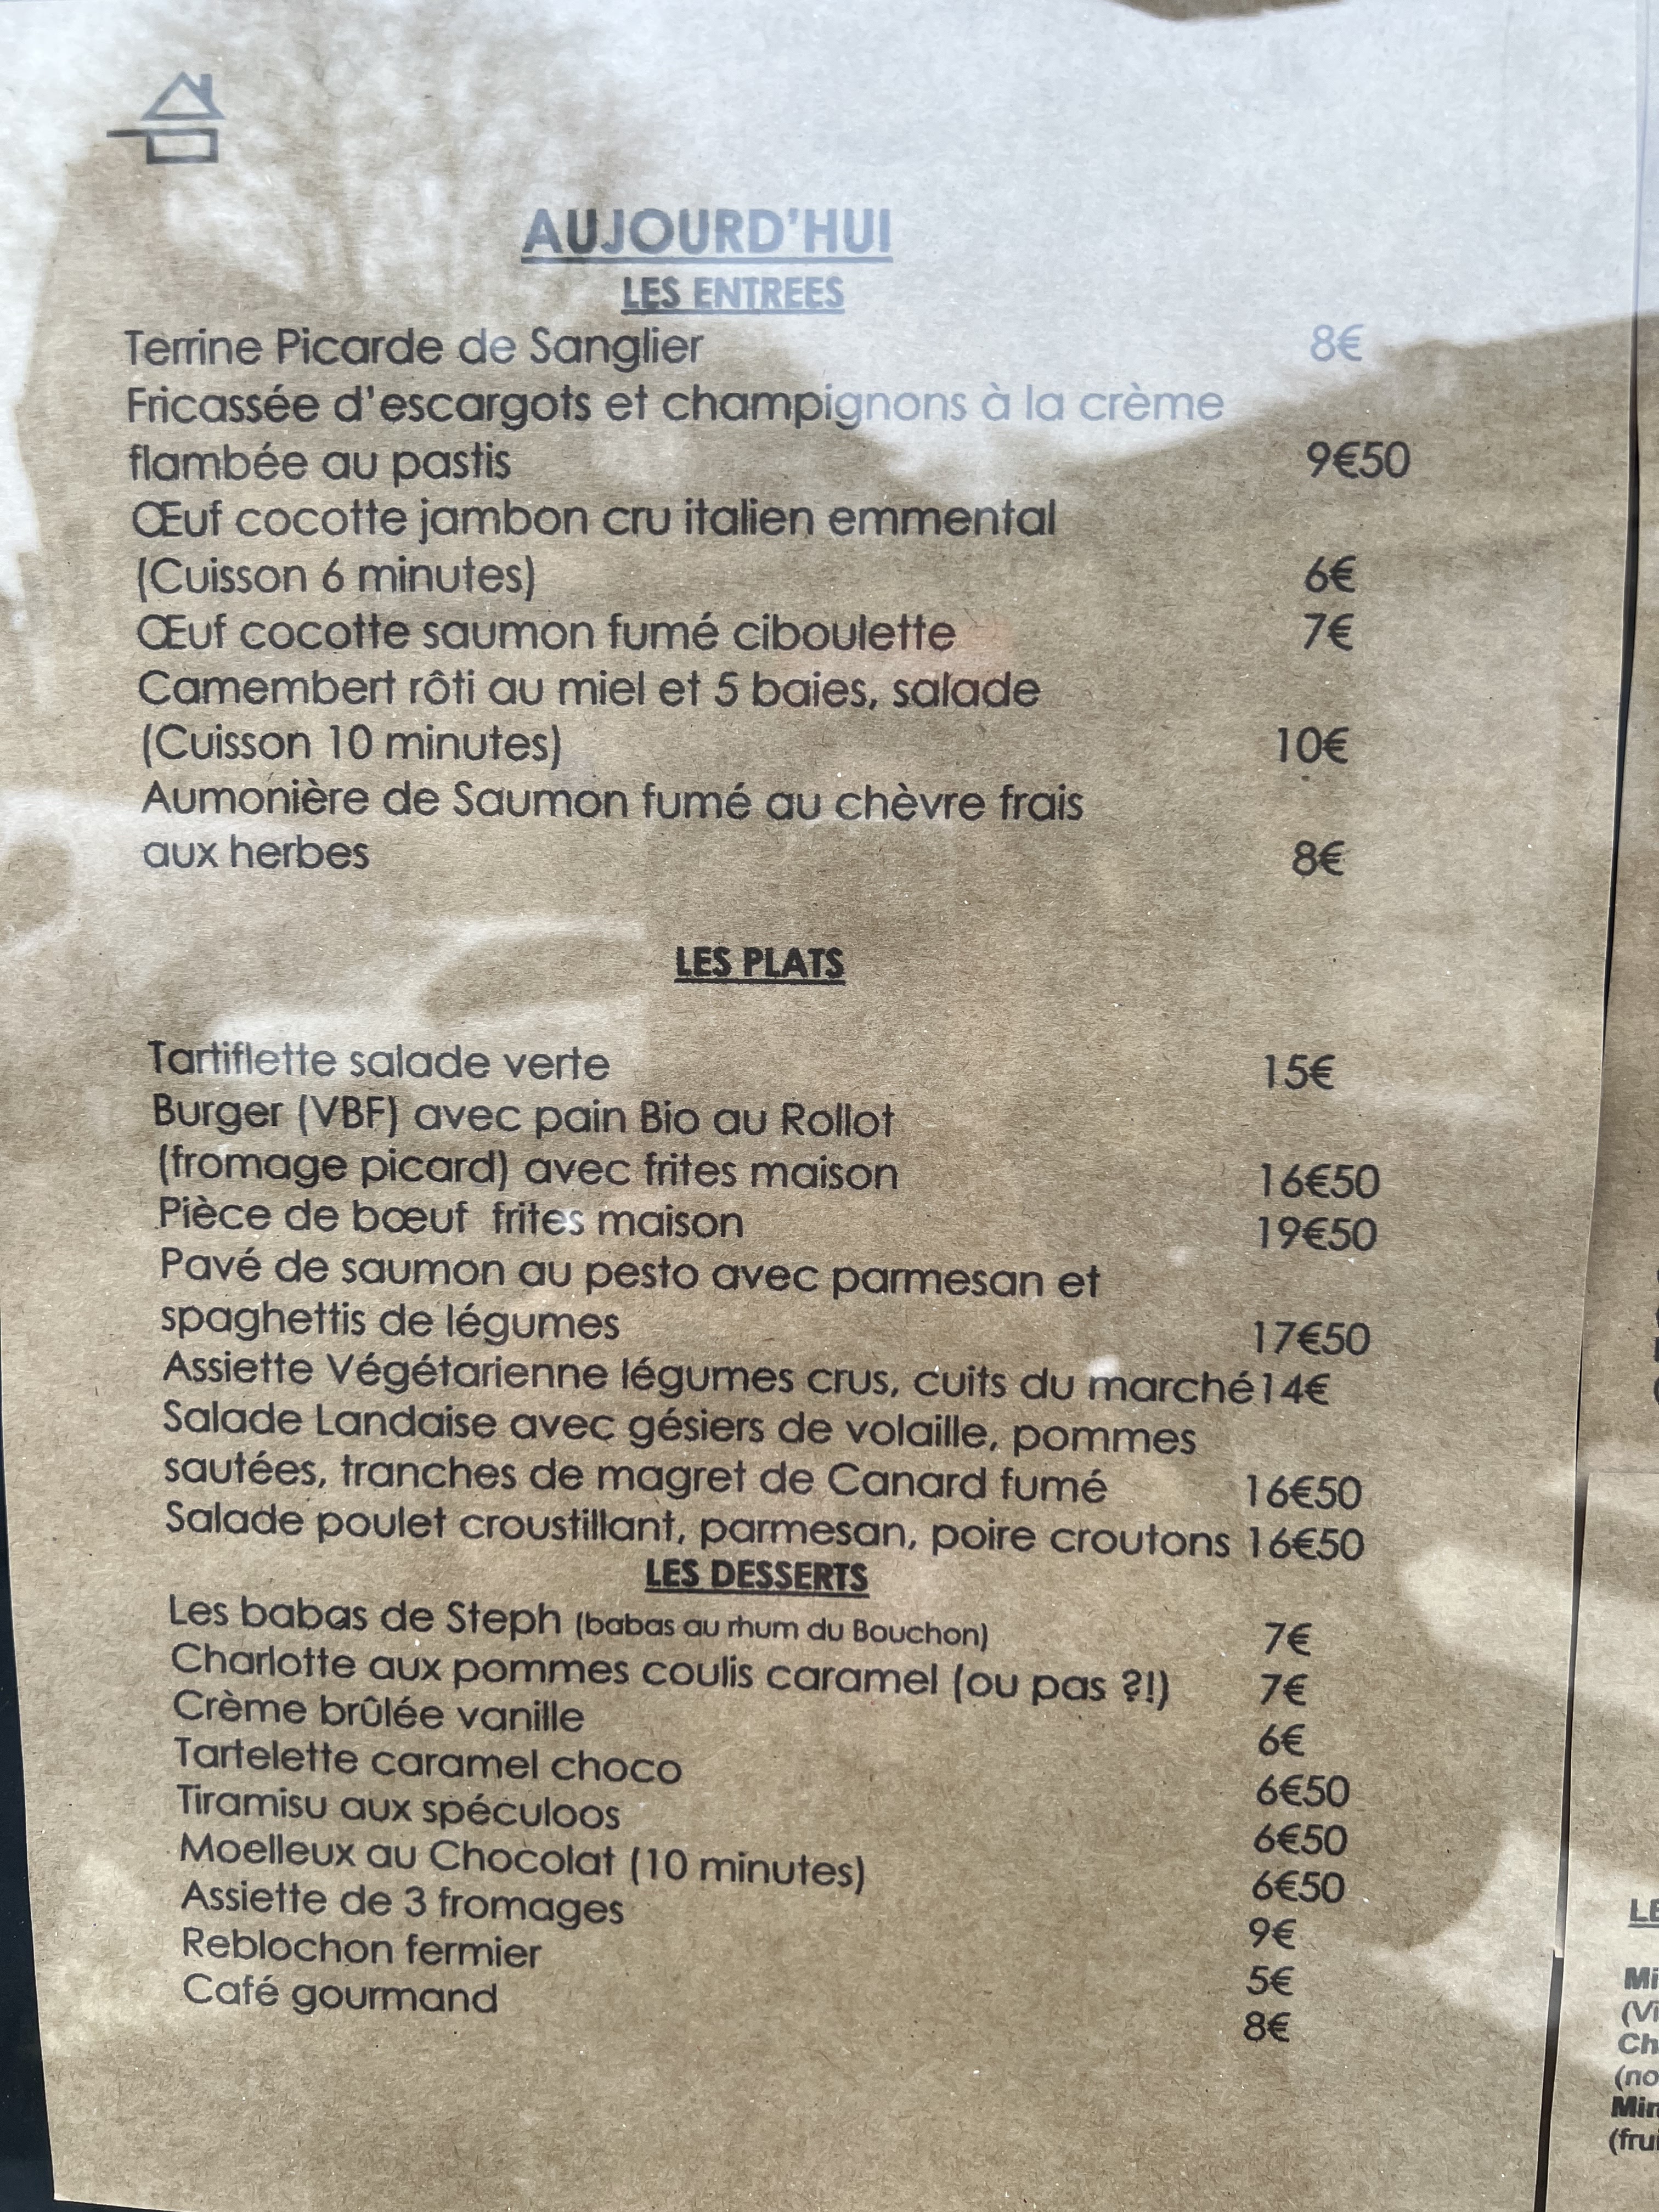 AUJOURD'HUI
LES ENTREES
Terrine Picarde de Sanglier 8€
Fricassée d'escargots et champignons à la crème
flambée au pastis 9€50
Œuf cocotte jambon cru italien emmental
(Cuisson 6 minutes) 6€
Œuf cocotte saumon fumé ciboulette 7€
Camembert rôti au miel et 5 baies, salade
(Cuisson 10 minutes) 10€
Aumonière de Saumon fumé au chèvre frais
aux herbes 8€
LES PLATS
Tartiflette salade verte 15€
Burger (VBF) avec pain Bio au Rollot
(fromage picard) avec frites maison 16€50
Pièce de bœuf frites maison 19€50
Pavé de saumon au pesto avec parmesan et
spaghettis de légumes 17€50
Assiette Végétarienne légumes crus, cuits du marché14€
Salade Landaise avec gésiers de volaille, pommes
sautées, tranches de magret de Canard fumé 16€50
Salade poulet croustillant, parmesan, poire croutons 16€50
LES DESSERTS
Les babas de Steph (babas au rhum du Bouchon) 7€
Charlotte aux pommes coulis caramel (ou pas ?!) 7€
Crème brûlée vanille 6€
Tartelette caramel choco 6€50
Tiramisu aux spéculoos 6€50
Moelleux au Chocolat (10 minutes) 6€50
Assiette de 3 fromages 9€
Reblochon fermier 5€
Café gourmand 8€